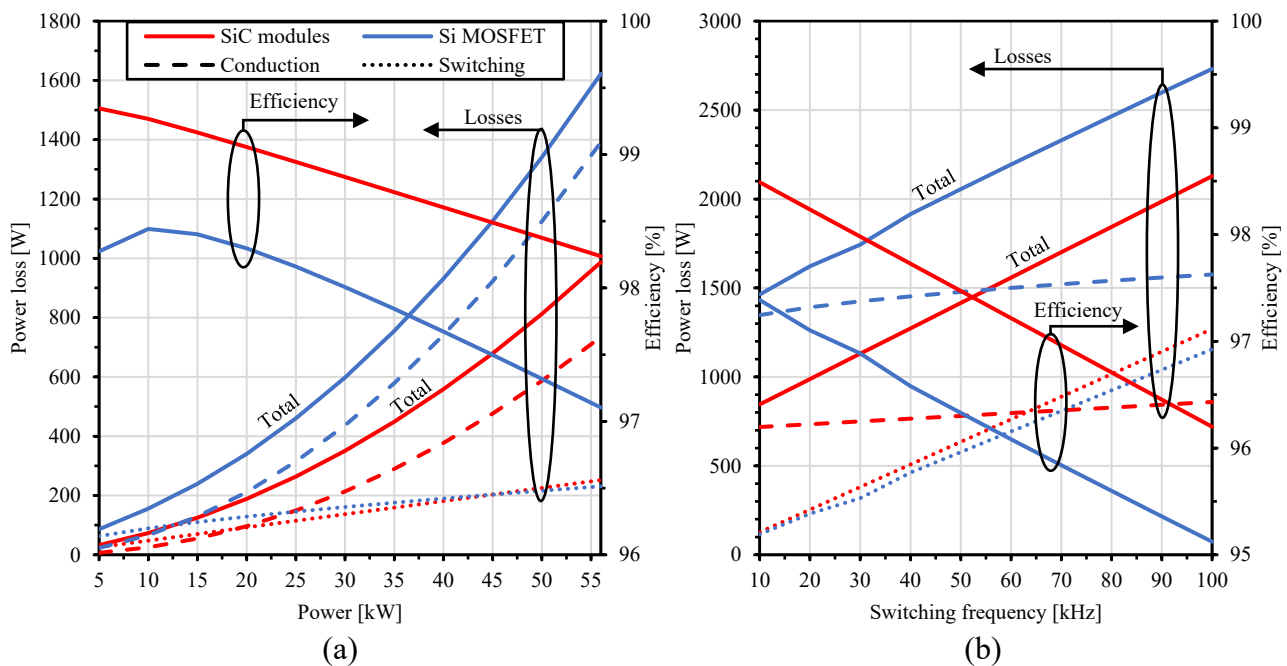 1800
1600
1400
1200
1000
800
600
400
200
0
Power loss [W]
SiC modules
Si MOSFET
Conduction
Switching
Efficiency
Losses
Total
Total
100
99
98
97
96
Efficiency [%]
5 10 15 20 25 30 35 40 45 50 55
Power [kW]
(a)
3000
2500
2000
1500
1000
500
0
Power loss [W]
Losses
Total
Total
Efficiency
100
99
98
97
96
95
Efficiency [%]
10 20 30 40 50 60 70 80 90 100
Switching frequency [kHz]
(b)